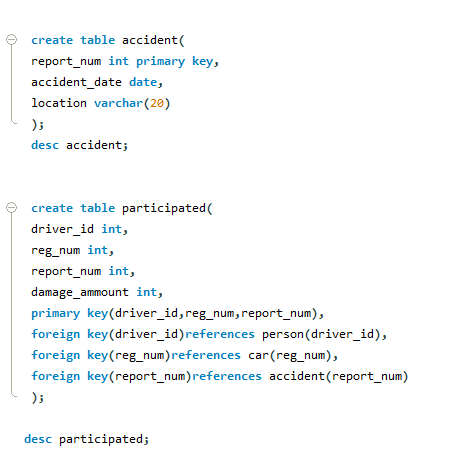 create table accident(
report_num int primary key,
accident_date date,
location varchar(20)
);
desc accident;
create table participated(
driver_id int,
reg_num int,
report_num int,
damage_ammount int,
primary key(driver_id,reg_num,report_num),
foreign key(driver_id)references person(driver_id),
foreign key(reg_num)references car(reg_num),
foreign key(report_num)references accident(report_num)
);
desc participated;